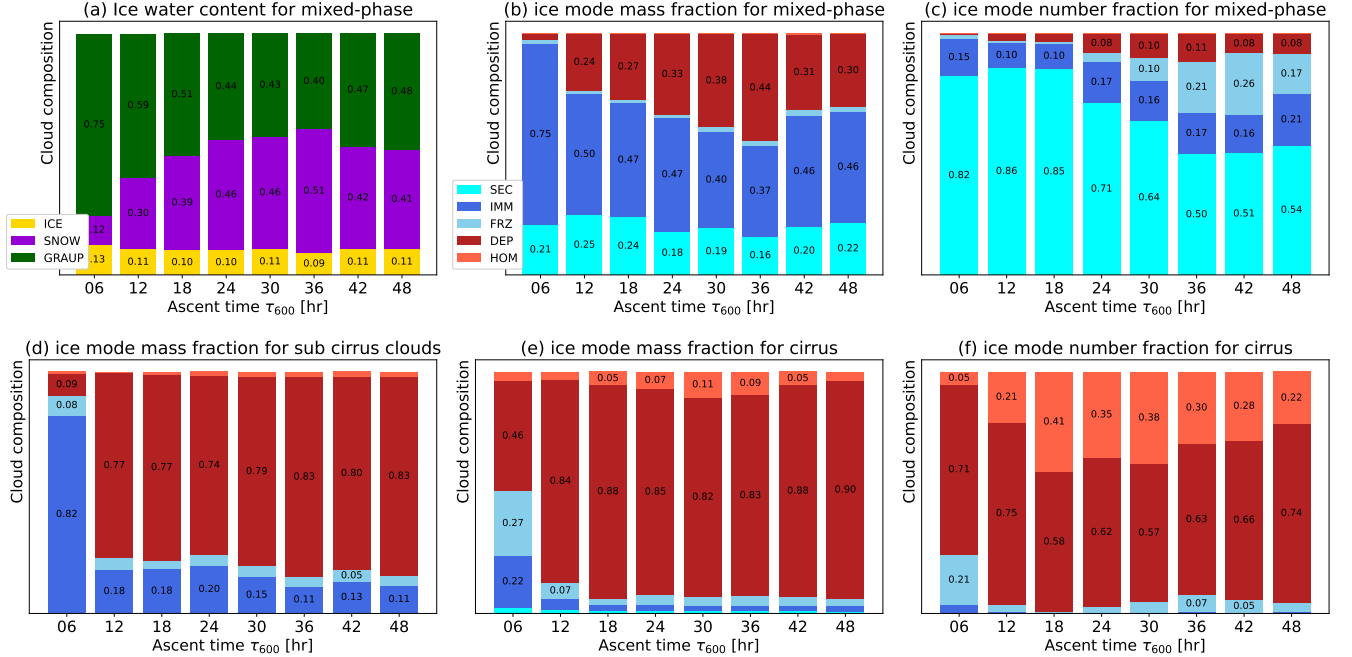 (a) Ice water content for mixed-phase
Cloud composition
0.75 0.59 0.51 0.44 0.43 0.40 0.47 0.48
.12 0.30 0.39 0.46 0.46 0.51 0.42 0.41
.13 0.11 0.10 0.10 0.11 0.09 0.11 0.11
ICE
SNOW
GRAUP
06 12 18 24 30 36 42 48
Ascent time τ600 [hr]
(b) ice mode mass fraction for mixed-phase
Cloud composition
0.24 0.27 0.33 0.38 0.44 0.31 0.30
0.75 0.50 0.47 0.47 0.40 0.37 0.46 0.46
0.21 0.25 0.24 0.18 0.19 0.16 0.20 0.22
SEC
IMM
FRZ
DEP
HOM
06 12 18 24 30 36 42 48
Ascent time τ600 [hr]
(c) ice mode number fraction for mixed-phase
Cloud composition
0.08 0.10 0.11 0.08 0.08
0.10 0.21 0.26 0.17
0.15 0.10 0.10 0.17 0.16 0.17 0.16 0.21
0.82 0.86 0.85 0.71 0.64 0.50 0.51 0.54
06 12 18 24 30 36 42 48
Ascent time τ600 [hr]
(d) ice mode mass fraction for sub cirrus clouds
Cloud composition
0.09 0.77 0.77 0.74 0.79 0.83 0.80 0.83
0.08 0.05
0.82 0.18 0.18 0.20 0.15 0.11 0.13 0.11
06 12 18 24 30 36 42 48
Ascent time τ600 [hr]
(e) ice mode mass fraction for cirrus
Cloud composition
0.05 0.07 0.11 0.09 0.05
0.46 0.84 0.88 0.85 0.82 0.83 0.88 0.90
0.27 0.07
0.22
06 12 18 24 30 36 42 48
Ascent time τ600 [hr]
(f) ice mode number fraction for cirrus
Cloud composition
0.05 0.21 0.41 0.35 0.38 0.30 0.28 0.22
0.71 0.75 0.58 0.62 0.57 0.63 0.66 0.74
0.21 0.07 0.05
06 12 18 24 30 36 42 48
Ascent time τ600 [hr]